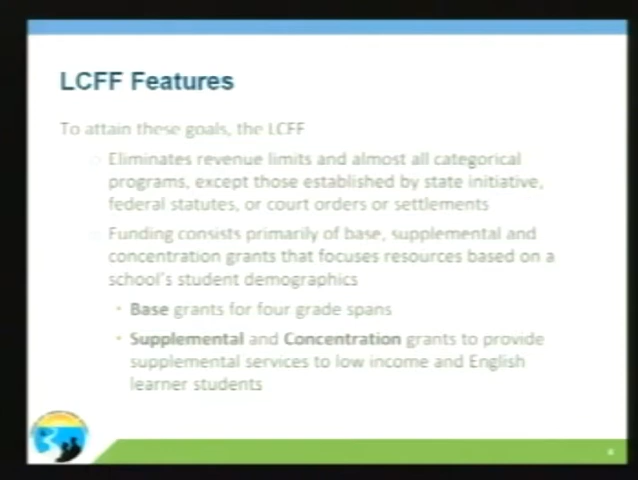 LCFF Features
To attain these goals, the LCFF
Eliminates revenue limits and almost all categorical
programs, except those established by state initiative,
federal statutes, or court orders or settlements
Funding consists primarily of base, supplemental and
concentration grants that focuses resources based on a
school's student demographics
• Base grants for four grade spans
• Supplemental and Concentration grants to provide
supplemental services to low income and English
learner students